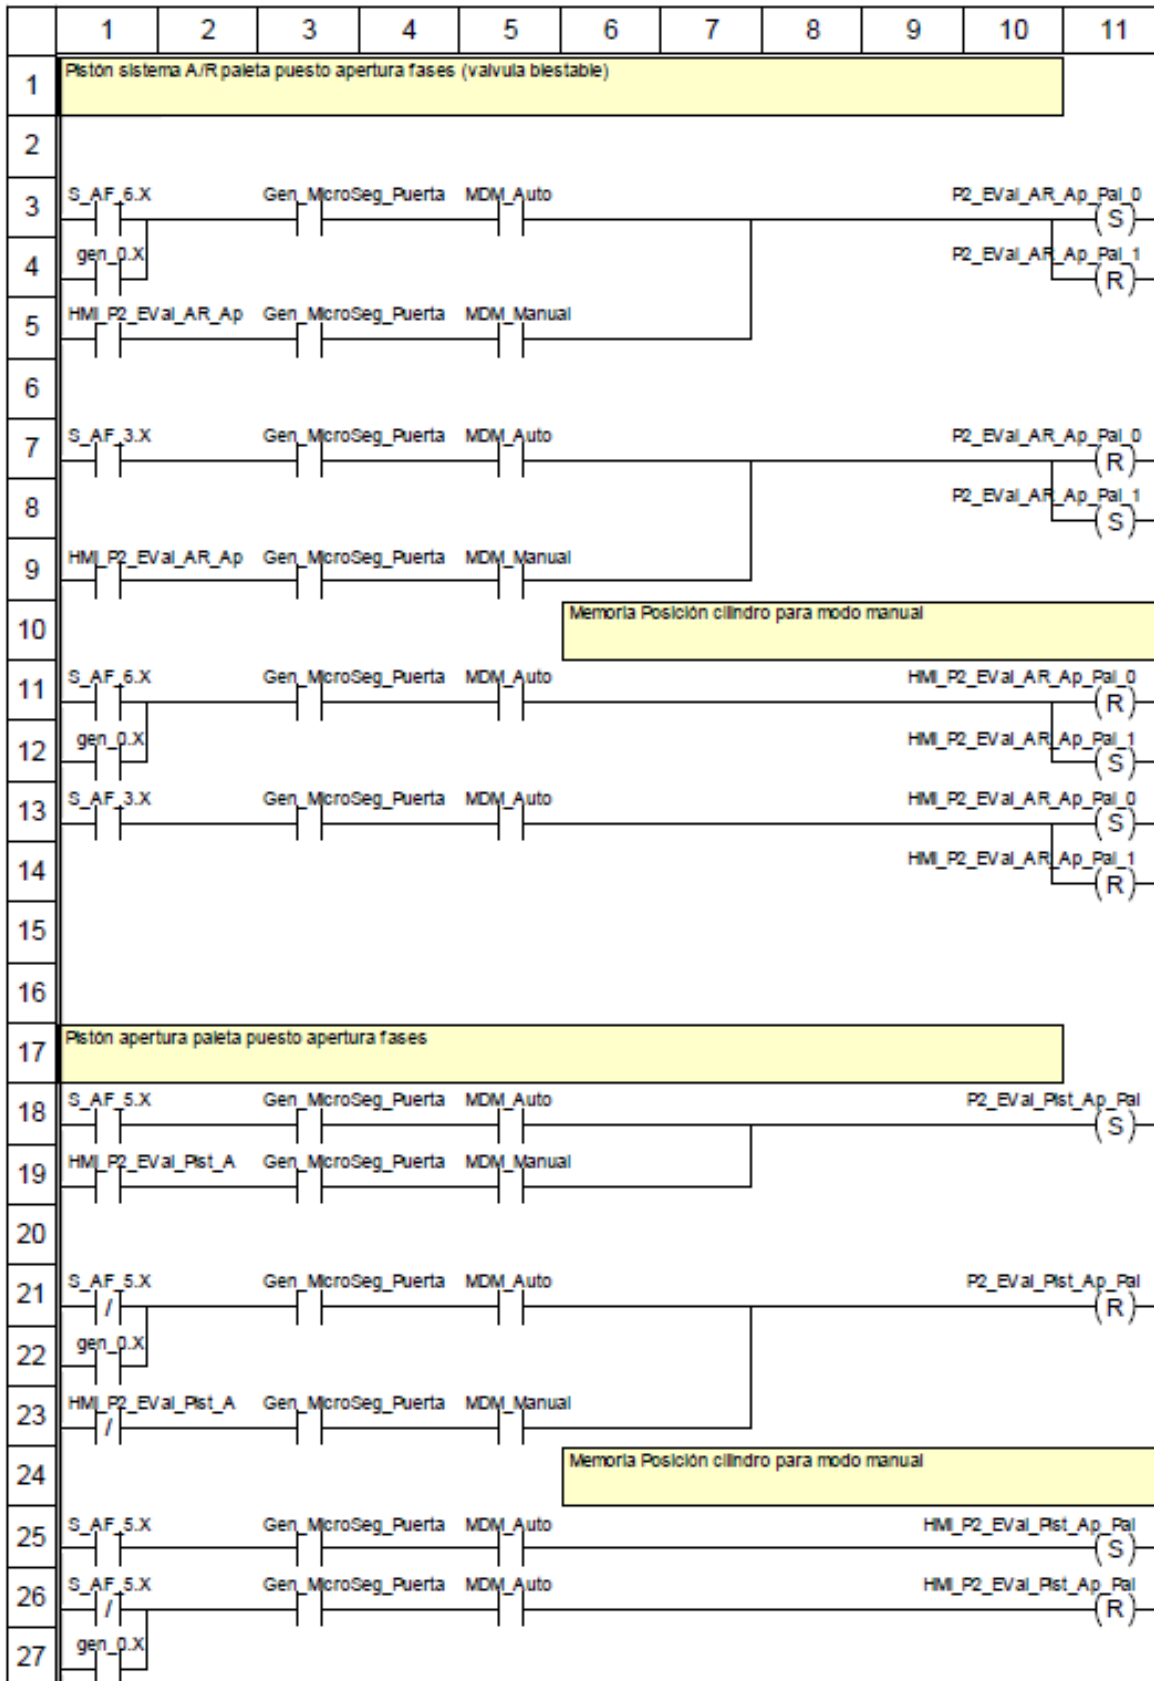 1 2 3 4 5 6 7 8 9 10 11
1 Pistón sistema A/R paleta puesto apertura fases (valvula biestable)
2
3 S_AF_6.X Gen_MicroSeg_Puerta MDM_Auto P2_EVal_AR_Ap_Pal_0
S
4 gen_0.X P2_EVal_AR_Ap_Pal_1
R
5 HMI_P2_EVal_AR_Ap Gen_MicroSeg_Puerta MDM_Manual
6
7 S_AF_3.X Gen_MicroSeg_Puerta MDM_Auto P2_EVal_AR_Ap_Pal_0
R
8 P2_EVal_AR_Ap_Pal_1
S
9 HMI_P2_EVal_AR_Ap Gen_MicroSeg_Puerta MDM_Manual
10 Memoria Posición cilindro para modo manual
11 S_AF_6.X Gen_MicroSeg_Puerta MDM_Auto HMI_P2_EVal_AR_Ap_Pal_0
R
12 gen_0.X HMI_P2_EVal_AR_Ap_Pal_1
S
13 S_AF_3.X Gen_MicroSeg_Puerta MDM_Auto HMI_P2_EVal_AR_Ap_Pal_0
S
14 HMI_P2_EVal_AR_Ap_Pal_1
R
15
16
17 Pistón apertura paleta puesto apertura fases
18 S_AF_5.X Gen_MicroSeg_Puerta MDM_Auto P2_EVal_Pist_Ap_Pal
S
19 HMI_P2_EVal_Pist_A Gen_MicroSeg_Puerta MDM_Manual
20
21 S_AF_5.X Gen_MicroSeg_Puerta MDM_Auto P2_EVal_Pist_Ap_Pal
/ R
22 gen_0.X
23 HMI_P2_EVal_Pist_A Gen_MicroSeg_Puerta MDM_Manual
/
24 Memoria Posición cilindro para modo manual
25 S_AF_5.X Gen_MicroSeg_Puerta MDM_Auto HMI_P2_EVal_Pist_Ap_Pal
S
26 S_AF_5.X Gen_MicroSeg_Puerta MDM_Auto HMI_P2_EVal_Pist_Ap_Pal
/ R
27 gen_0.X